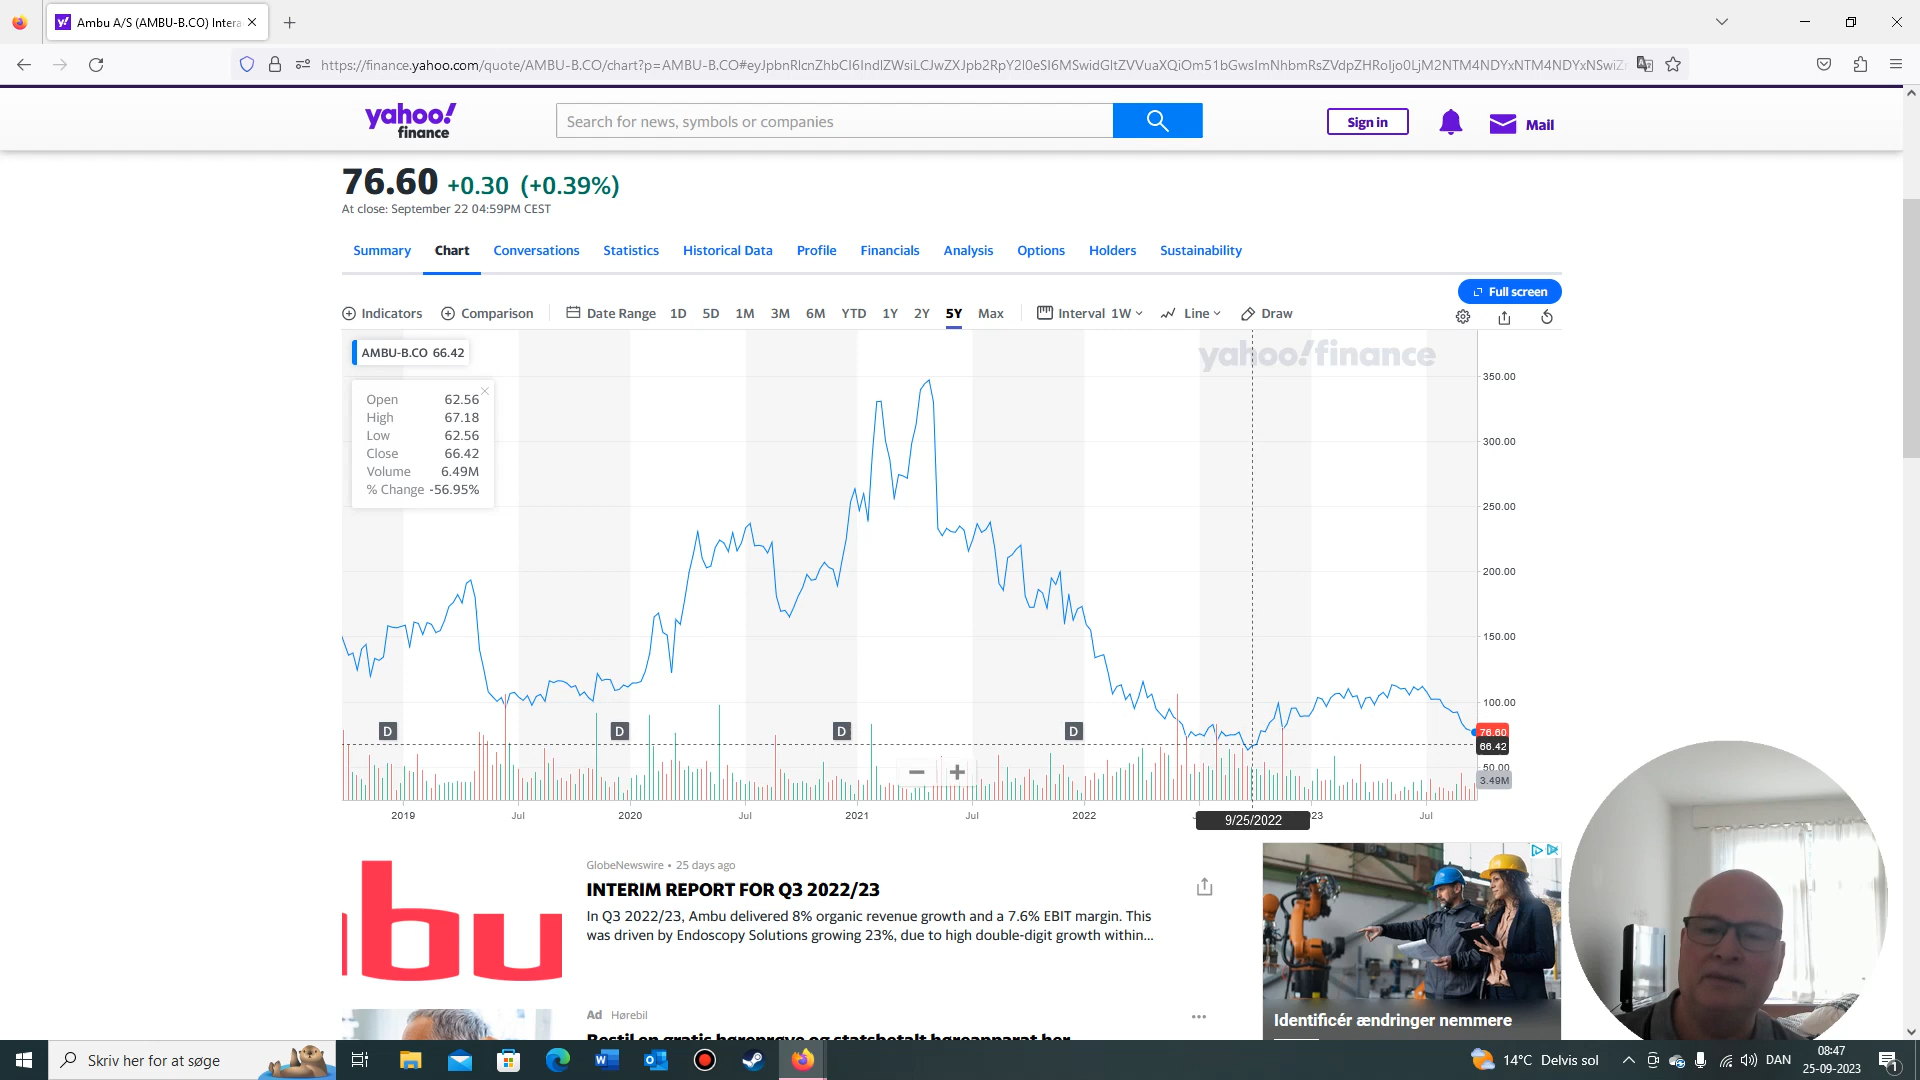 Ambu A/S (AMBU-B.CO) Intera
https://finance.yahoo.com/quote/AMBU-B.CO/chart?p=AMBU-B.CO
yahoo!
finance
Search for news, symbols or companies
Sign in
Mail
76.60 +0.30 (+0.39%)
At close: September 22 04:59PM CEST
Summary Chart Conversations Statistics Historical Data Profile Financials Analysis Options Holders Sustainability
Full screen
Indicators Comparison Date Range 1D 5D 1M 3M 6M YTD 1Y 2Y 5Y Max Interval 1W Line Draw
AMBU-B.CO 66.42
yahoo!finance
Open 62.56
High 67.18
Low 62.56
Close 66.42
Volume 6.49M
% Change -56.95%
350.00
300.00
250.00
200.00
150.00
100.00
D D D D
76.60
66.42
50.00
3.49M
2019 Jul 2020 Jul 2021 Jul 2022 9/25/2022 23 Jul
GlobeNewswire • 25 days ago
INTERIM REPORT FOR Q3 2022/23
In Q3 2022/23, Ambu delivered 8% organic revenue growth and a 7.6% EBIT margin. This
was driven by Endoscopy Solutions growing 23%, due to high double-digit growth within...
bu
Ad Hørebil
Bestil en gratis høreprøve og statsbetalt høreapparat her
Identificér ændringer nemmere
Skriv her for at søge
14°C Delvis sol
DAN
08:47
25-09-2023
1